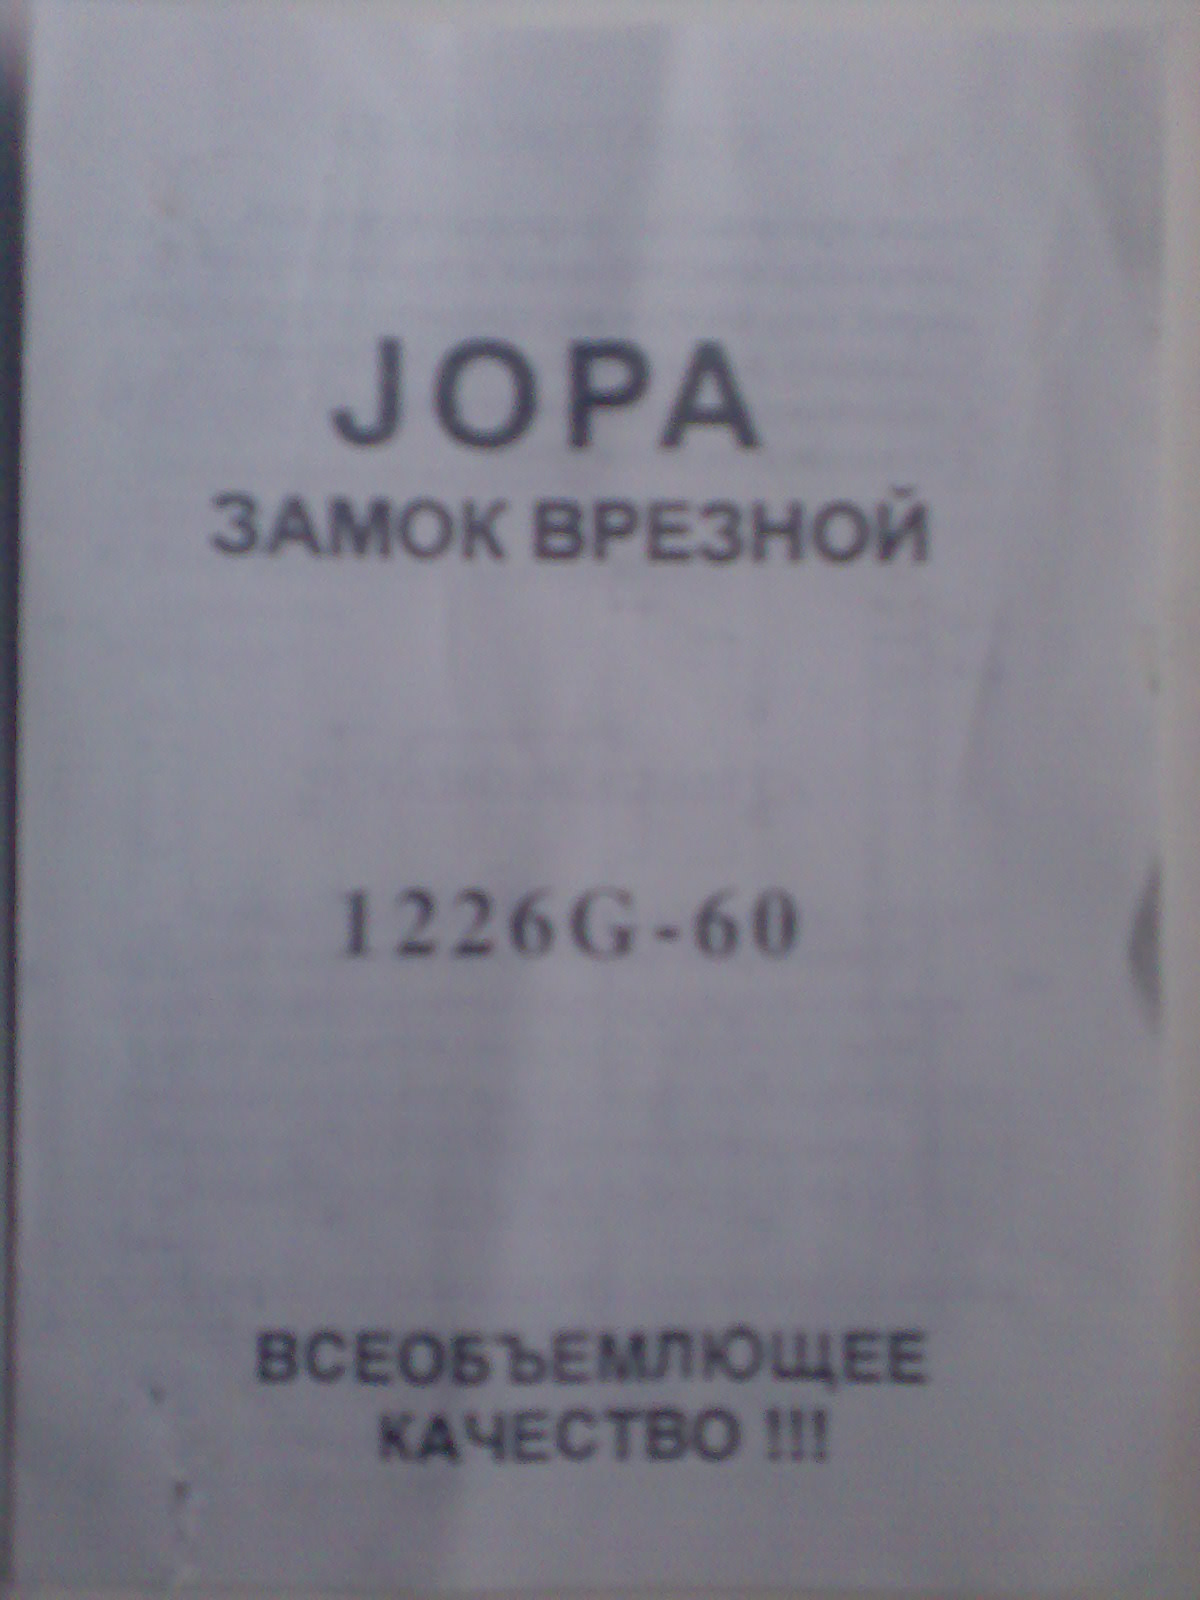 JOPA
ЗАМОК ВРЕЗНОЙ
1226G-60
ВСЕОБЪЕМЛЮЩЕЕ
КАЧЕСТВО !!!